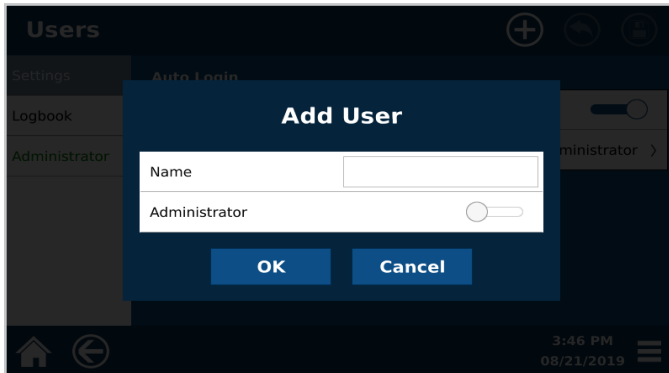 Users
Settings
Auto Login
Logbook
Administrator
ministrator >
Add User
Name
Administrator
OK
Cancel
3:46 PM
08/21/2019